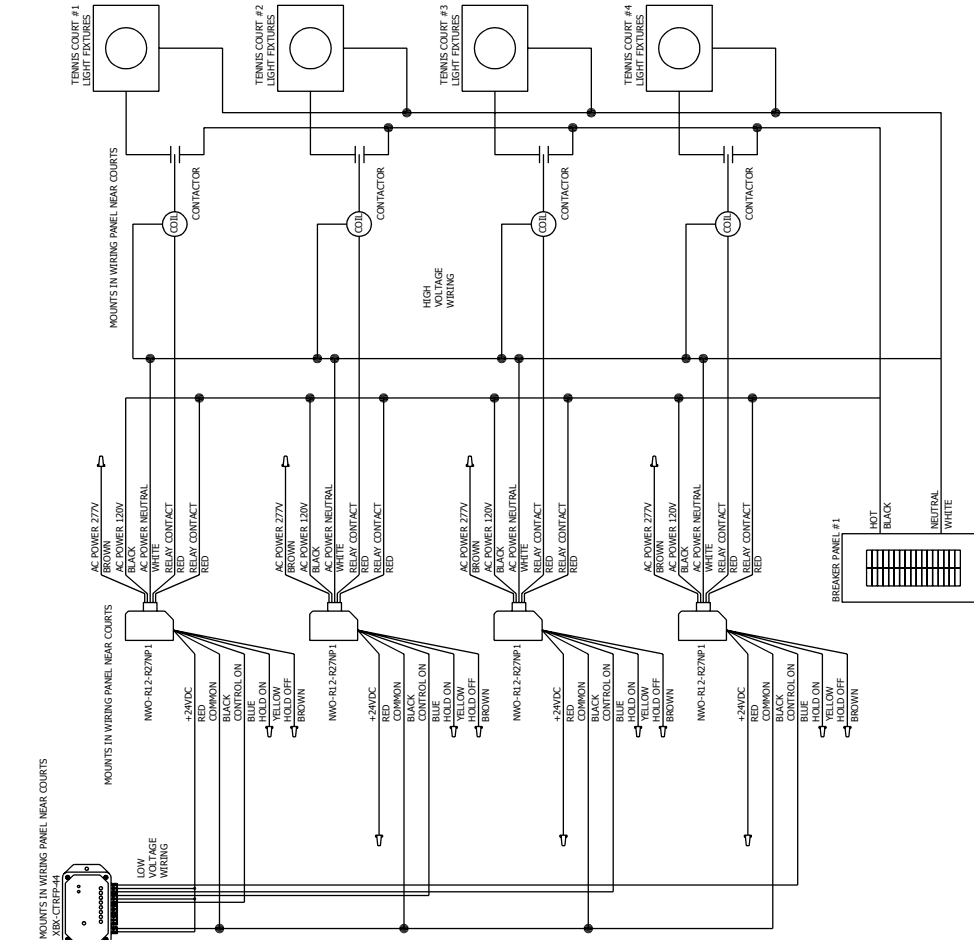 TENNIS COURT #1
LIGHT FIXTURES
TENNIS COURT #2
LIGHT FIXTURES
TENNIS COURT #3
LIGHT FIXTURES
TENNIS COURT #4
LIGHT FIXTURES
MOUNTS IN WIRING PANEL NEAR COURTS
COIL
CONTACTOR
COIL
CONTACTOR
COIL
CONTACTOR
COIL
CONTACTOR
HIGH
VOLTAGE
WIRING
AC POWER 277V
BROWN
AC POWER 120V
BLACK
AC POWER NEUTRAL
WHITE
RELAY CONTACT
RED
RELAY CONTACT
RED
AC POWER 277V
BROWN
AC POWER 120V
BLACK
AC POWER NEUTRAL
WHITE
RELAY CONTACT
RED
RELAY CONTACT
RED
AC POWER 277V
BROWN
AC POWER 120V
BLACK
AC POWER NEUTRAL
WHITE
RELAY CONTACT
RED
RELAY CONTACT
RED
AC POWER 277V
BROWN
AC POWER 120V
BLACK
AC POWER NEUTRAL
WHITE
RELAY CONTACT
RED
RELAY CONTACT
RED
BREAKER PANEL #1
HOT
BLACK
NEUTRAL
WHITE
MOUNTS IN WIRING PANEL NEAR COURTS
NWO-R12-R27NP1
+24VDC
RED
COMMON
BLACK
CONTROL ON
BLUE
HOLD ON
YELLOW
HOLD OFF
BROWN
NWO-R12-R27NP1
+24VDC
RED
COMMON
BLACK
CONTROL ON
BLUE
HOLD ON
YELLOW
HOLD OFF
BROWN
NWO-R12-R27NP1
+24VDC
RED
COMMON
BLACK
CONTROL ON
BLUE
HOLD ON
YELLOW
HOLD OFF
BROWN
NWO-R12-R27NP1
+24VDC
RED
COMMON
BLACK
CONTROL ON
BLUE
HOLD ON
YELLOW
HOLD OFF
BROWN
MOUNTS IN WIRING PANEL NEAR COURTS
XBX-CTRFP-44
LOW
VOLTAGE
WIRING